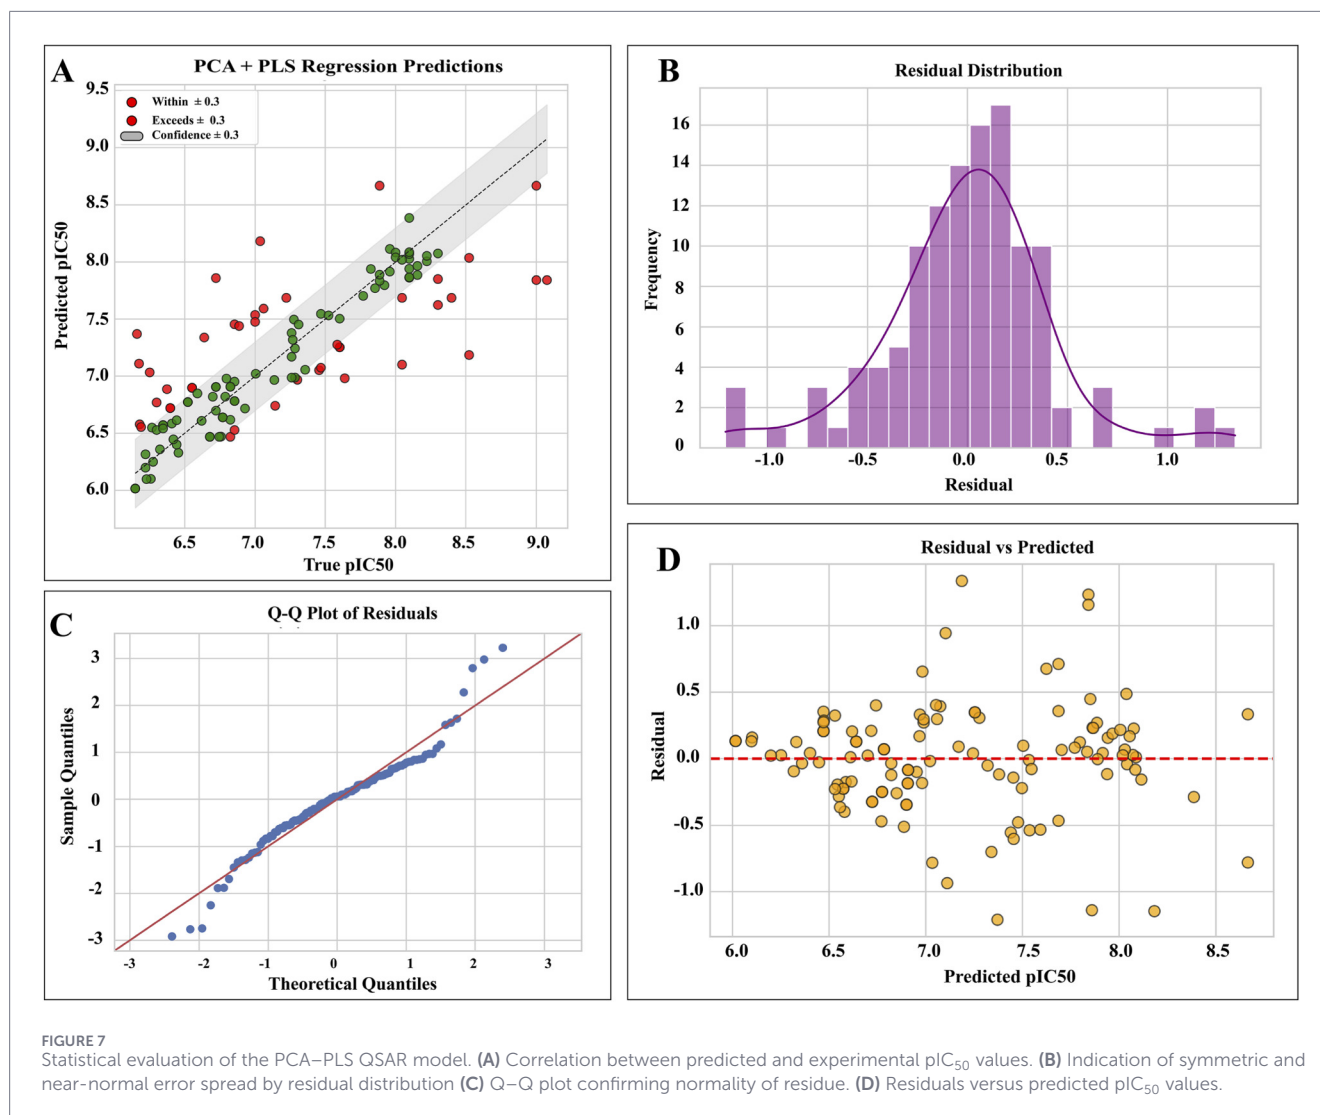 A
PCA + PLS Regression Predictions
Within ± 0.3
Exceeds ± 0.3
Confidence ± 0.3
9.5
9.0
8.5
8.0
7.5
7.0
6.5
6.0
Predicted pIC50
6.5 7.0 7.5 8.0 8.5 9.0
True pIC50
B
Residual Distribution
16
14
12
10
8
6
4
2
0
Frequency
-1.0 -0.5 0.0 0.5 1.0
Residual
C
Q-Q Plot of Residuals
3
2
1
0
-1
-2
-3
Sample Quantiles
-3 -2 -1 0 1 2 3
Theoretical Quantiles
D
Residual vs Predicted
1.0
0.5
0.0
-0.5
-1.0
Residual
6.0 6.5 7.0 7.5 8.0 8.5
Predicted pIC50
FIGURE 7
Statistical evaluation of the PCA–PLS QSAR model. (A) Correlation between predicted and experimental pIC50 values. (B) Indication of symmetric and
near-normal error spread by residual distribution (C) Q–Q plot confirming normality of residue. (D) Residuals versus predicted pIC50 values.